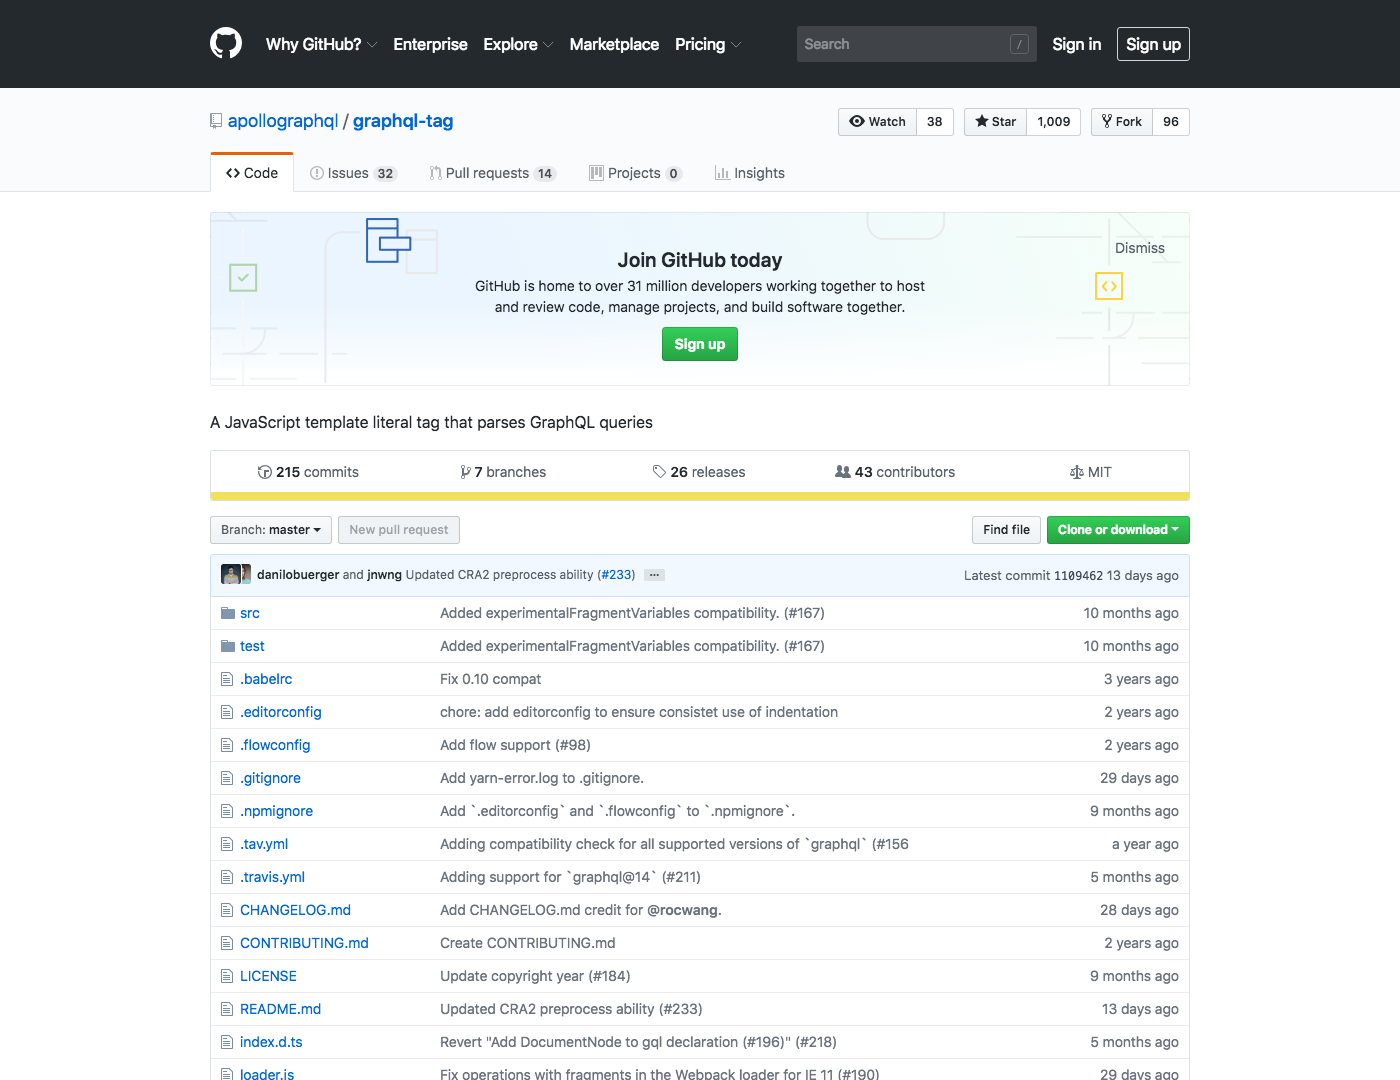 Why GitHub? Enterprise Explore Marketplace Pricing Search / Sign in Sign up
apollographql / graphql-tag Watch 38 Star 1,009 Fork 96
Code Issues 32 Pull requests 14 Projects 0 Insights
Dismiss
Join GitHub today
GitHub is home to over 31 million developers working together to host
and review code, manage projects, and build software together.
Sign up
A JavaScript template literal tag that parses GraphQL queries
215 commits 7 branches 26 releases 43 contributors MIT
Branch: master New pull request Find file Clone or download
danilobuerger and jnwng Updated CRA2 preprocess ability (#233) … Latest commit 1109462 13 days ago
src Added experimentalFragmentVariables compatibility. (#167) 10 months ago
test Added experimentalFragmentVariables compatibility. (#167) 10 months ago
.babelrc Fix 0.10 compat 3 years ago
.editorconfig chore: add editorconfig to ensure consistet use of indentation 2 years ago
.flowconfig Add flow support (#98) 2 years ago
.gitignore Add yarn-error.log to .gitignore. 29 days ago
.npmignore Add `.editorconfig` and `.flowconfig` to `.npmignore`. 9 months ago
.tav.yml Adding compatibility check for all supported versions of `graphql` (#156 a year ago
.travis.yml Adding support for `graphql@14` (#211) 5 months ago
CHANGELOG.md Add CHANGELOG.md credit for @rocwang. 28 days ago
CONTRIBUTING.md Create CONTRIBUTING.md 2 years ago
LICENSE Update copyright year (#184) 9 months ago
README.md Updated CRA2 preprocess ability (#233) 13 days ago
index.d.ts Revert "Add DocumentNode to gql declaration (#196)" (#218) 5 months ago
loader.js Fix operations with fragments in the Webpack loader for IE 11 (#190) 29 days ago